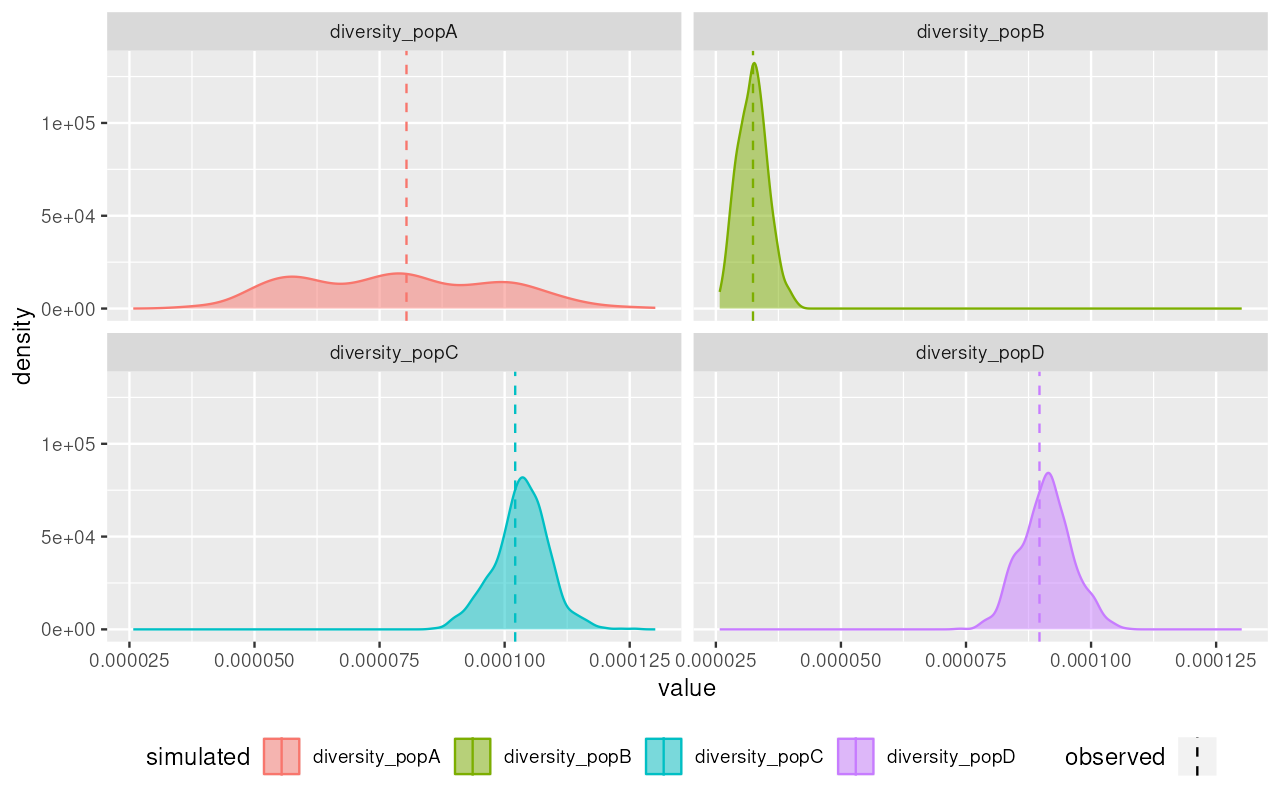 diversity_popA
diversity_popB
1e+05
5e+04
0e+00
diversity_popC
diversity_popD
1e+05
5e+04
0e+00
density
0.000025 0.000050 0.000075 0.000100 0.000125 0.000025 0.000050 0.000075 0.000100 0.000125
value
simulated diversity_popA diversity_popB diversity_popC diversity_popD observed